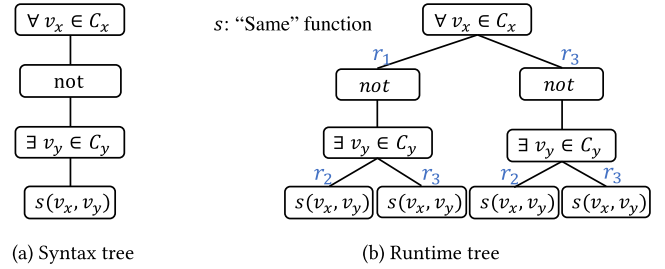 ∀ v_x ∈ C_x
not
∃ v_y ∈ C_y
s(v_x, v_y)
(a) Syntax tree
s: “Same” function
∀ v_x ∈ C_x
r_1 r_3
not not
∃ v_y ∈ C_y ∃ v_y ∈ C_y
r_2 r_3 r_2 r_3
s(v_x, v_y) s(v_x, v_y) s(v_x, v_y) s(v_x, v_y)
(b) Runtime tree